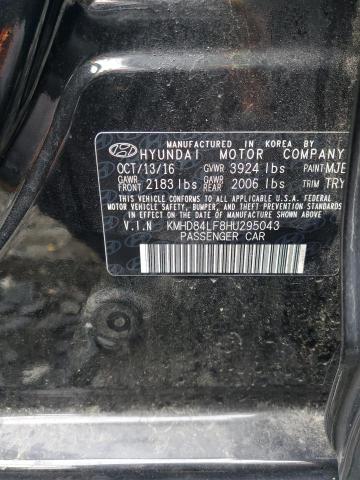 MANUFACTURED IN KOREA BY
HYUNDAI MOTOR COMPANY
OCT/13/16 GVWR 3924 lbs PAINT MJE
GAWR FRONT 2183 lbs GAWR REAR 2006 lbs TRIM TRY
THIS VEHICLE CONFORMS TO ALL APPLICABLE U.S.A. FEDERAL
MOTOR VEHICLE SAFETY, BUMPER, AND THEFT PREVENTION
STANDARDS IN EFFECT ON THE DATE OF MANUFACTURE SHOWN ABOVE.
V.I.N KMHD84LF8HU295043
PASSENGER CAR